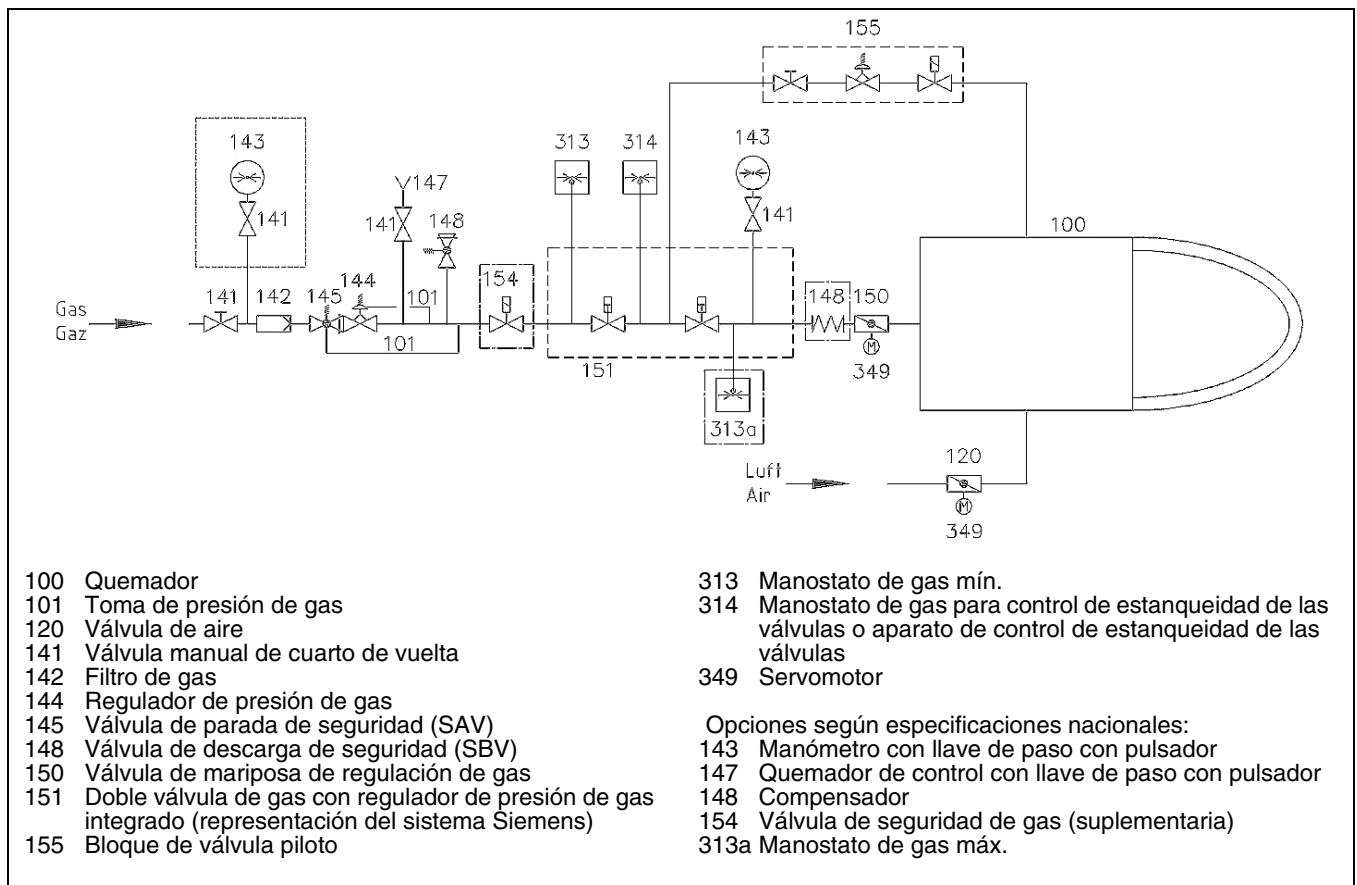 155
143
313
314
143
147
141
141
148
141
100
144
154
141
142
145
101
148
150
Gas
Gaz
101
151
349
313a
120
Luft
Air
349
100 Quemador
101 Toma de presión de gas
120 Válvula de aire
141 Válvula manual de cuarto de vuelta
142 Filtro de gas
144 Regulador de presión de gas
145 Válvula de parada de seguridad (SAV)
148 Válvula de descarga de seguridad (SBV)
150 Válvula de mariposa de regulación de gas
151 Doble válvula de gas con regulador de presión de gas
integrado (representación del sistema Siemens)
155 Bloque de válvula piloto
313 Manostato de gas mín.
314 Manostato de gas para control de estanqueidad de las
válvulas o aparato de control de estanqueidad de las
válvulas
349 Servomotor
Opciones según especificaciones nacionales:
143 Manómetro con llave de paso con pulsador
147 Quemador de control con llave de paso con pulsador
148 Compensador
154 Válvula de seguridad de gas (suplementaria)
313a Manostato de gas máx.